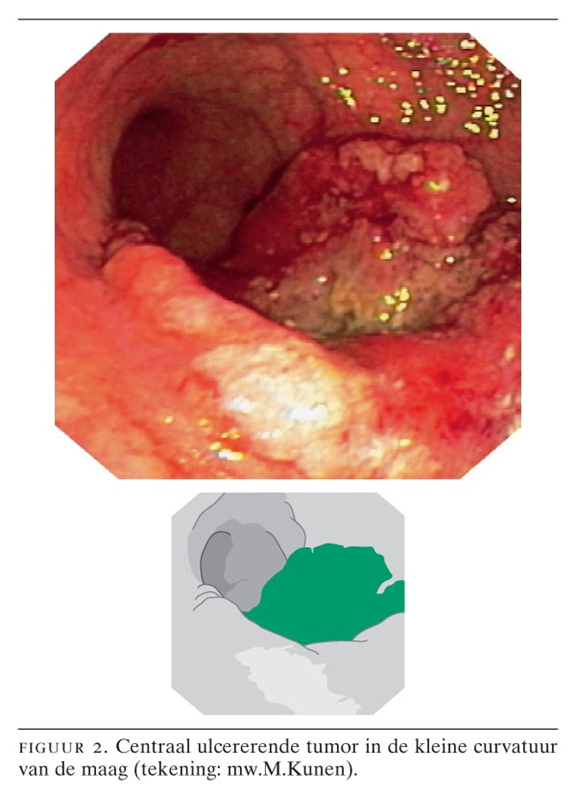 FIGUUR 2. Centraal ulcererende tumor in de kleine curvatuur
van de maag (tekening: mw.M.Kunen).